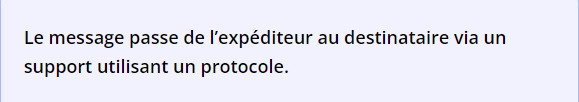 Le message passe de l’expéditeur au destinataire via un
support utilisant un protocole.